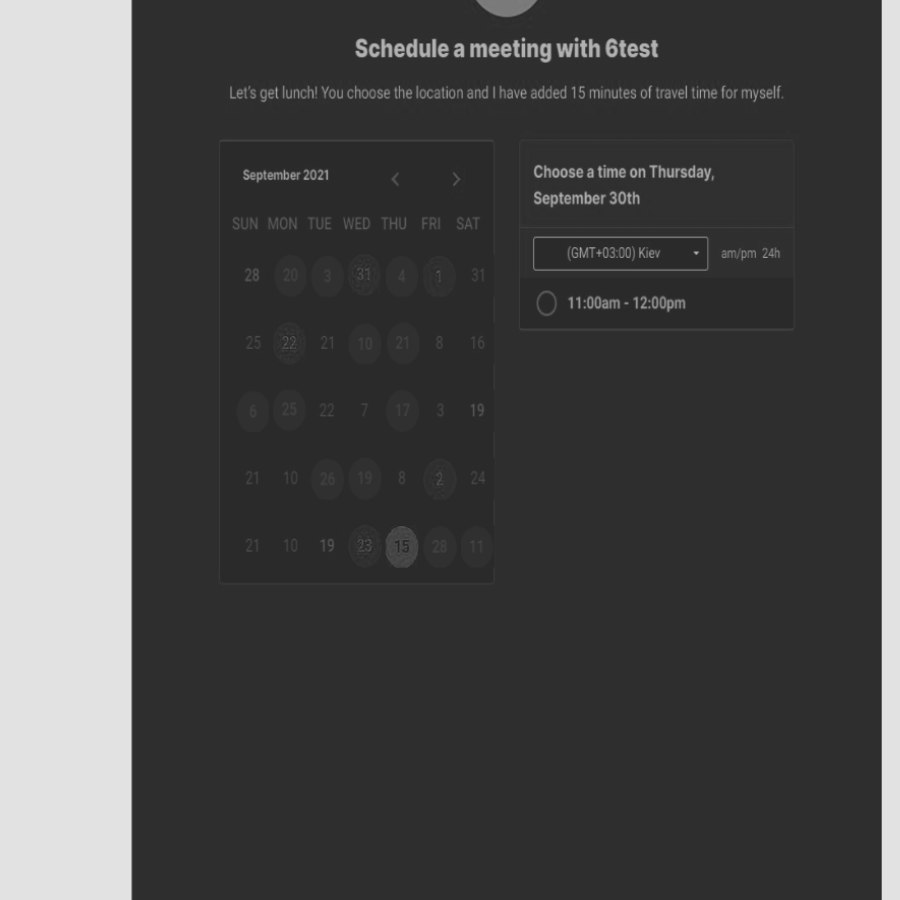 Schedule a meeting with 6test
Let's get lunch! You choose the location and I have added 15 minutes of travel time for myself.
September 2021
SUN MON TUE WED THU FRI SAT
28 20 3 31 4 1 31
25 22 21 10 21 8 16
6 25 22 7 17 3 19
21 10 26 19 8 2 24
21 10 19 23 15 28 11
Choose a time on Thursday,
September 30th
(GMT+03:00) Kiev am/pm 24h
11:00am - 12:00pm